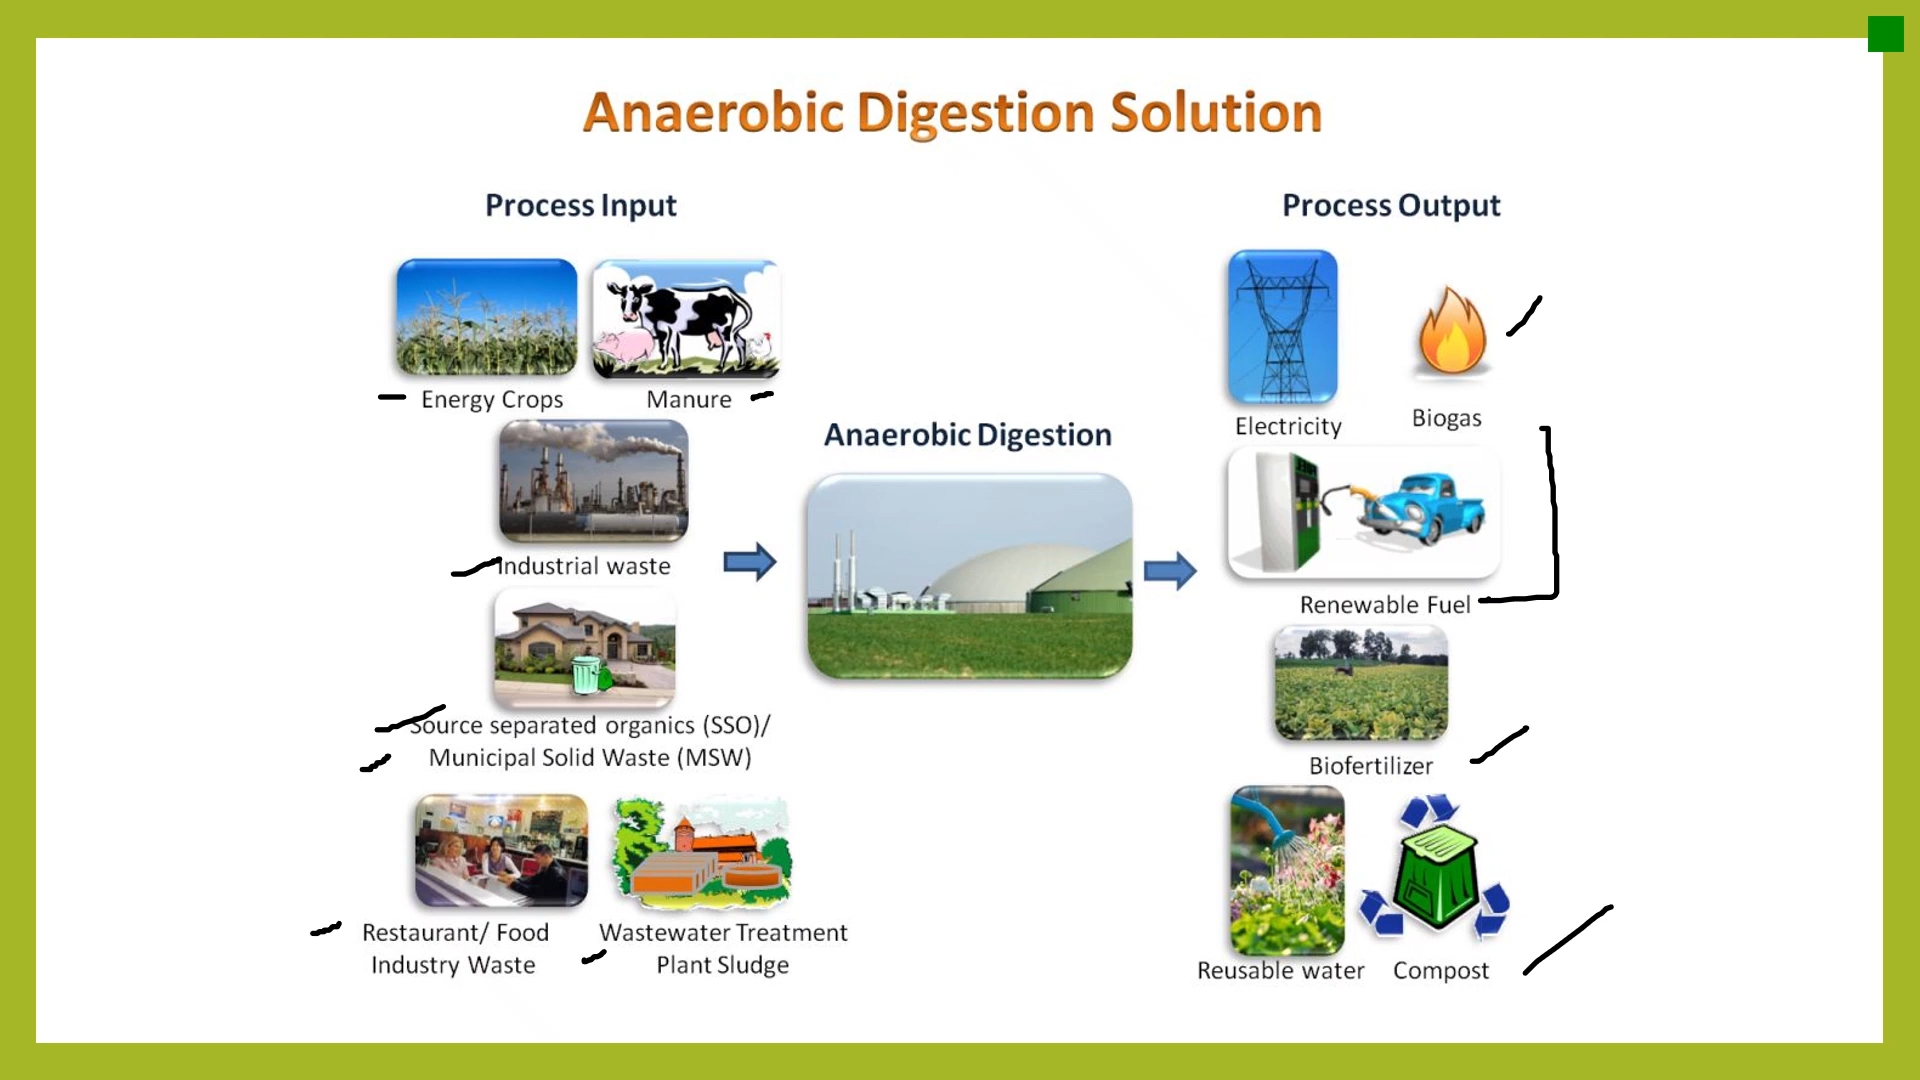 Anaerobic Digestion Solution
Process Input
Process Output
Energy Crops
Manure
Industrial waste
Source separated organics (SSO)/
Municipal Solid Waste (MSW)
Restaurant/ Food
Industry Waste
Wastewater Treatment
Plant Sludge
Anaerobic Digestion
Electricity
Biogas
Renewable Fuel
Biofertilizer
Reusable water
Compost